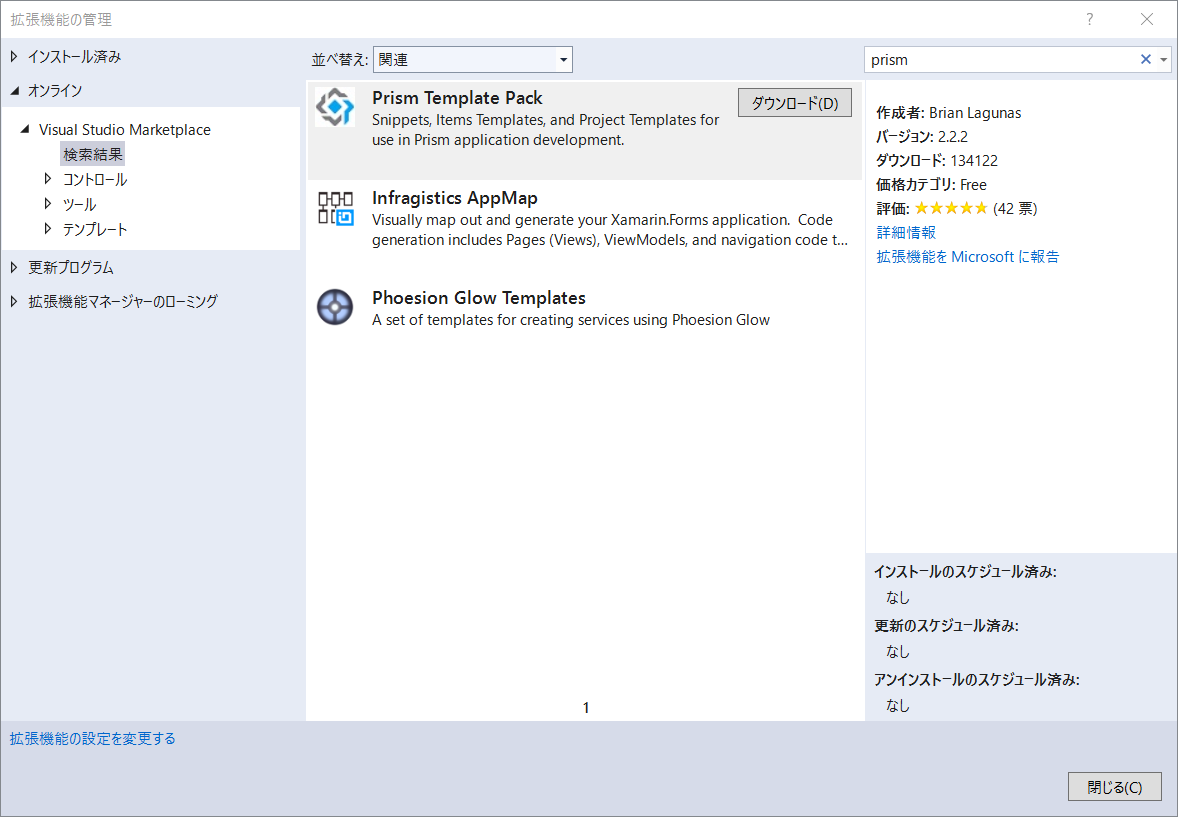 拡張機能の管理
インストール済み
オンライン
Visual Studio Marketplace
検索結果
コントロール
ツール
テンプレート
更新プログラム
拡張機能マネージャーのローミング
並べ替え: 関連
prism
Prism Template Pack
ダウンロード(D)
Snippets, Items Templates, and Project Templates for
use in Prism application development.
Infragistics AppMap
Visually map out and generate your Xamarin.Forms application.  Code
generation includes Pages (Views), ViewModels, and navigation code t...
Phoesion Glow Templates
A set of templates for creating services using Phoesion Glow
1
作成者: Brian Lagunas
バージョン: 2.2.2
ダウンロード: 134122
価格カテゴリ: Free
評価: ★★★★★ (42 票)
詳細情報
拡張機能を Microsoft に報告
インストールのスケジュール済み:
なし
更新のスケジュール済み:
なし
アンインストールのスケジュール済み:
なし
拡張機能の設定を変更する
閉じる(C)